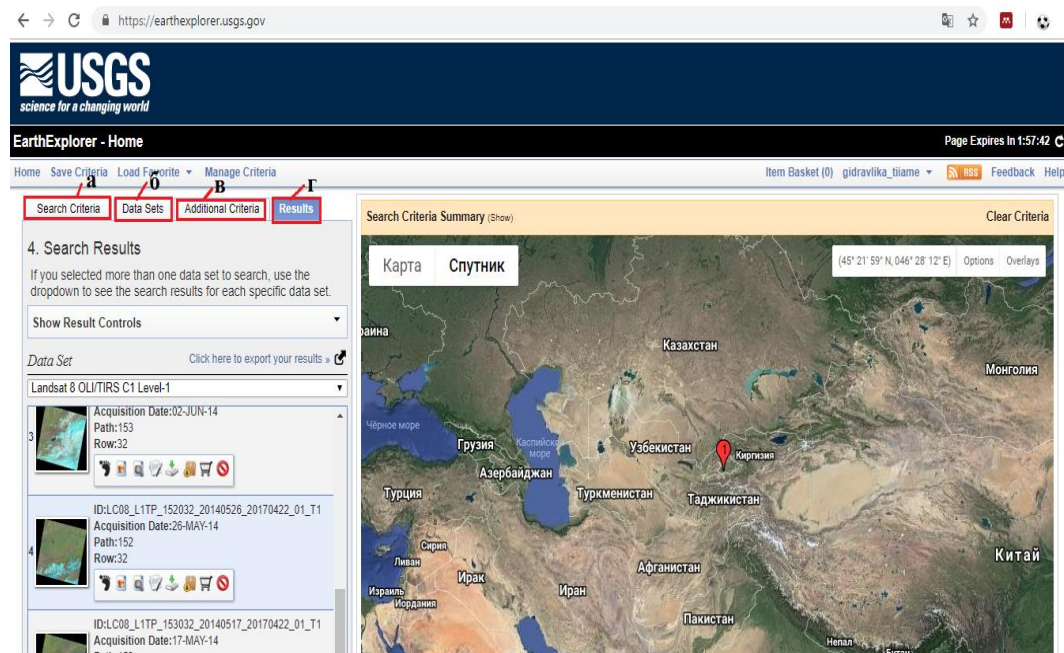 https://earthexplorer.usgs.gov
USGS
science for a changing world
EarthExplorer - Home
Page Expires In 1:57:42
Home Save Criteria Load Favorite Manage Criteria
Item Basket (0) gidravlika_tiiame RSS Feedback Help
а б в г
Search Criteria Data Sets Additional Criteria Results
4. Search Results
If you selected more than one data set to search, use the
dropdown to see the search results for each specific data set.
Show Result Controls
Data Set Click here to export your results »
Landsat 8 OLI/TIRS C1 Level-1
Acquisition Date:02-JUN-14
3 Path:153
Row:32
ID:LC08_L1TP_152032_20140526_20170422_01_T1
Acquisition Date:26-MAY-14
4 Path:152
Row:32
ID:LC08_L1TP_153032_20140517_20170422_01_T1
Acquisition Date:17-MAY-14
Search Criteria Summary (Show) Clear Criteria
Карта Спутник
(45° 21' 59" N, 046° 28' 12" E) Options Overlays
раина
Казахстан
Монголия
Чёрное море
Грузия
Каспийско
море
Узбекистан
1
Киргизия
Азербайджан
Турция
Туркменистан
Таджикистан
Сирия
Ливан
Ирак
Афганистан
Китай
Израиль
Иран
Иордания
Пакистан
Непал